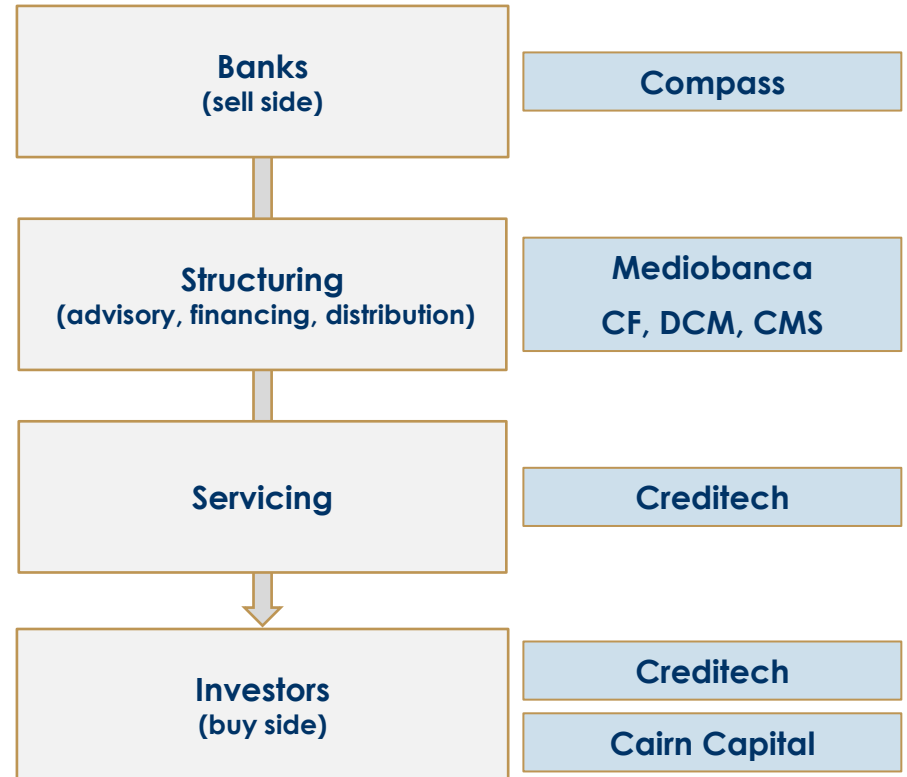 Banks
(sell side)
Compass
Structuring
(advisory, financing, distribution)
Mediobanca
CF, DCM, CMS
Servicing
Creditech
Investors
(buy side)
Creditech
Cairn Capital